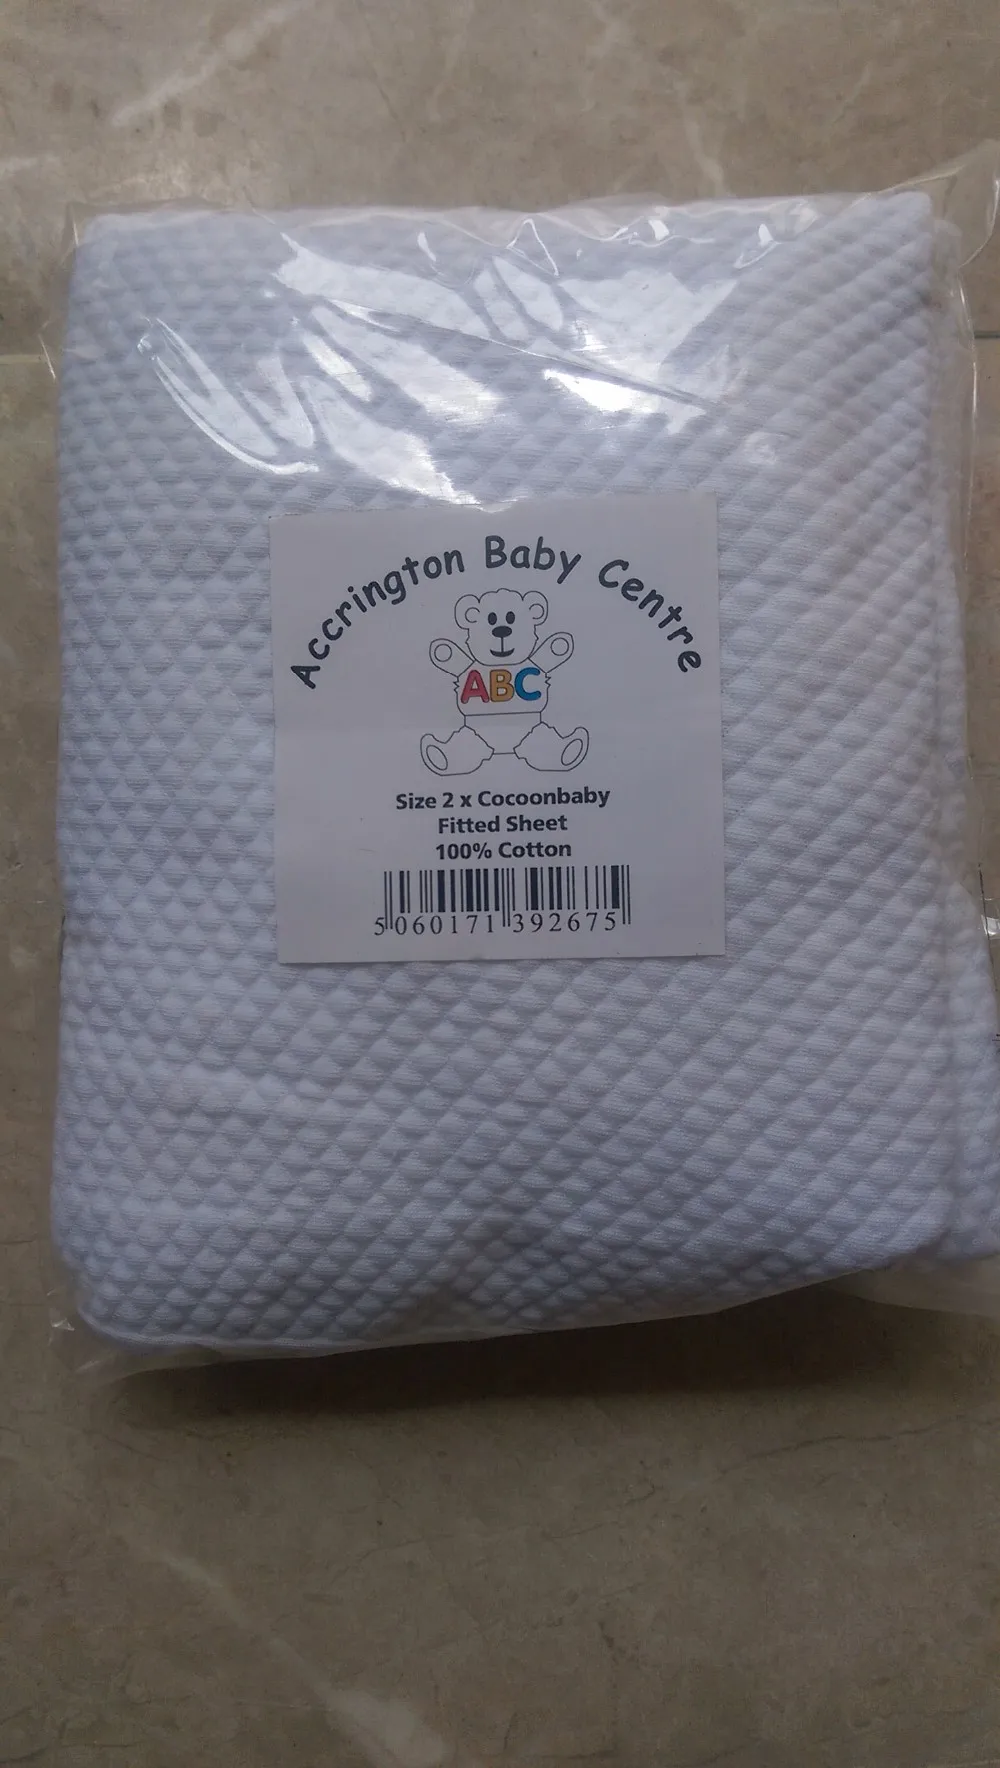 Accrington Baby Centre
ABC
Size 2 x Cocoonbaby
Fitted Sheet
100% Cotton
5 060171 392675